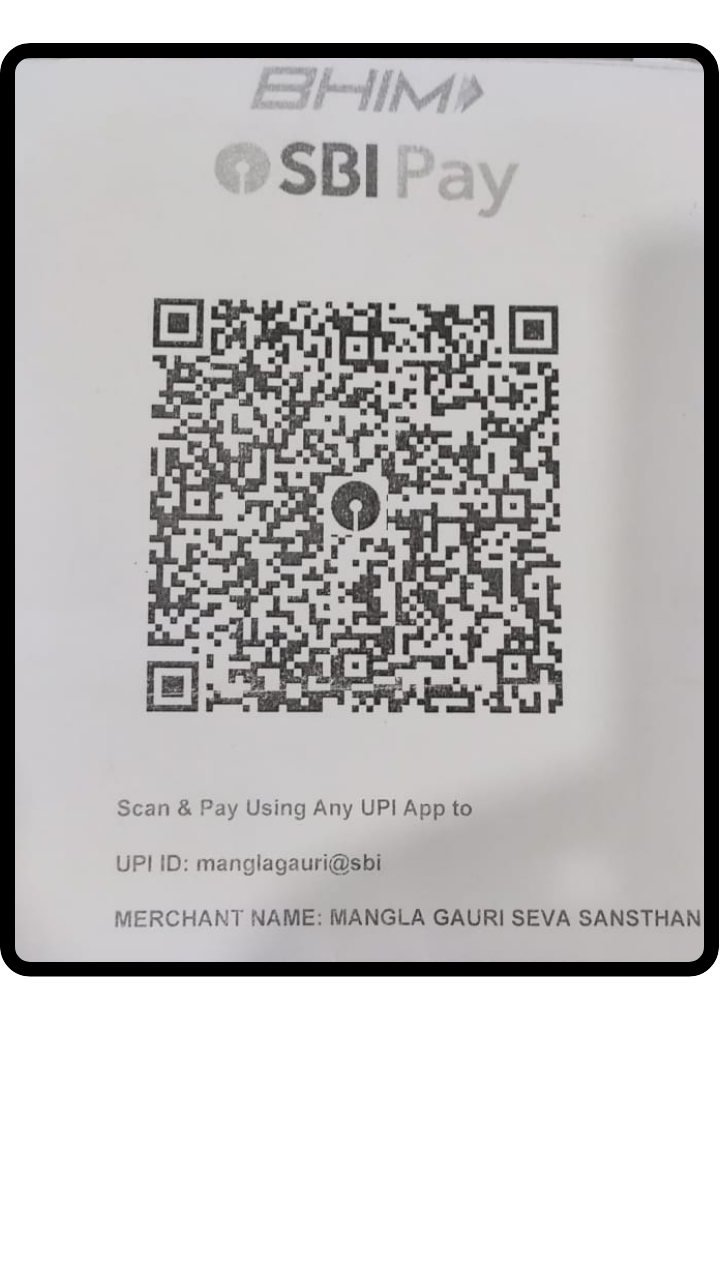 BHIM
SBI Pay
Scan & Pay Using Any UPI App to
UPI ID: manglagauri@sbi
MERCHANT NAME: MANGLA GAURI SEVA SANSTHAN